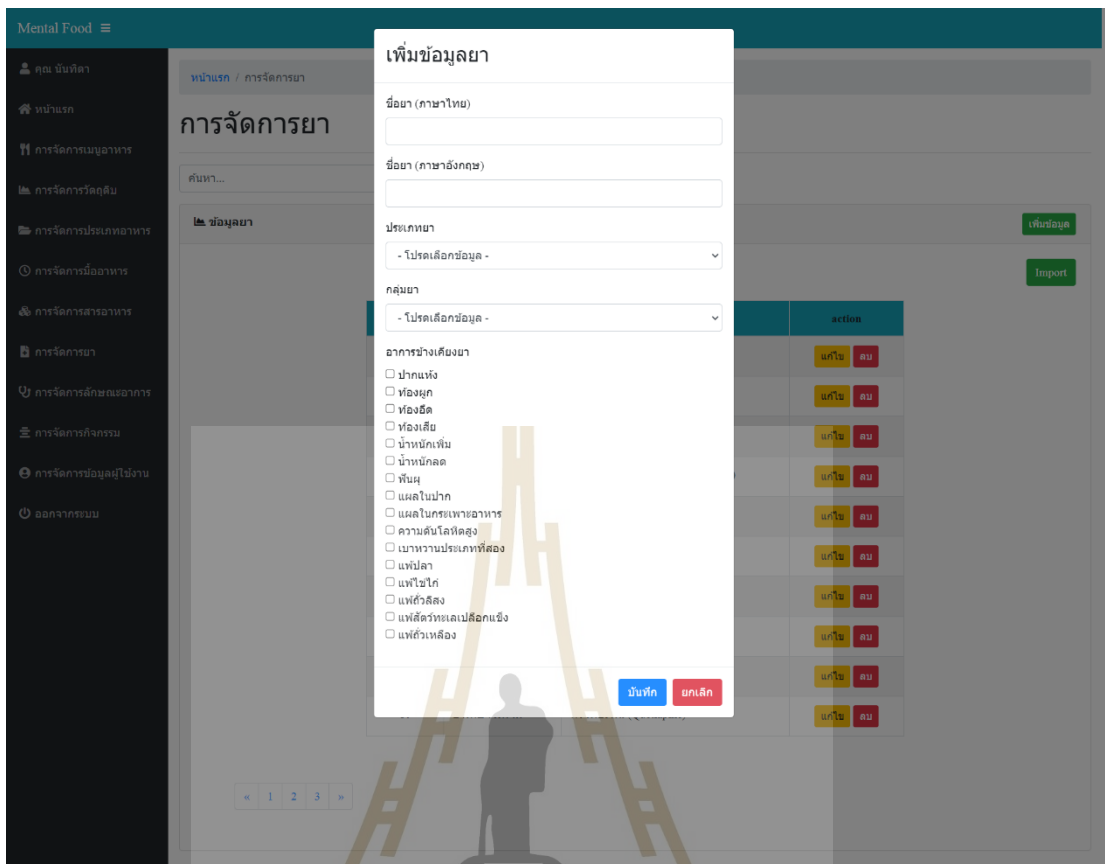 Mental Food
คุณ นันทิตา
หน้าแรก
การจัดการเมนูอาหาร
การจัดการวัตถุดิบ
การจัดการประเภทอาหาร
การจัดการมื้ออาหาร
การจัดการสารอาหาร
การจัดการยา
การจัดการลักษณะอาการ
การจัดการกิจกรรม
การจัดการข้อมูลผู้ใช้งาน
ออกจากระบบ
หน้าแรก / การจัดการยา
การจัดการยา
ค้นหา...
ข้อมูลยา
เพิ่มข้อมูล
Import
action
แก้ไข ลบ
แก้ไข ลบ
แก้ไข ลบ
แก้ไข ลบ
แก้ไข ลบ
แก้ไข ลบ
แก้ไข ลบ
แก้ไข ลบ
แก้ไข ลบ
แก้ไข ลบ
« 1 2 3 »
เพิ่มข้อมูลยา
ชื่อยา (ภาษาไทย)
ชื่อยา (ภาษาอังกฤษ)
ประเภทยา
- โปรดเลือกข้อมูล -
กลุ่มยา
- โปรดเลือกข้อมูล -
อาการข้างเคียงยา
ปากแห้ง
ท้องผูก
ท้องอืด
ท้องเสีย
น้ำหนักเพิ่ม
น้ำหนักลด
ฟันผุ
แผลในปาก
แผลในกระเพาะอาหาร
ความดันโลหิตสูง
เบาหวานประเภทที่สอง
แพ้ปลา
แพ้ไข่ไก่
แพ้ถั่วลิสง
แพ้สัตว์ทะเลเปลือกแข็ง
แพ้ถั่วเหลือง
บันทึก ยกเลิก